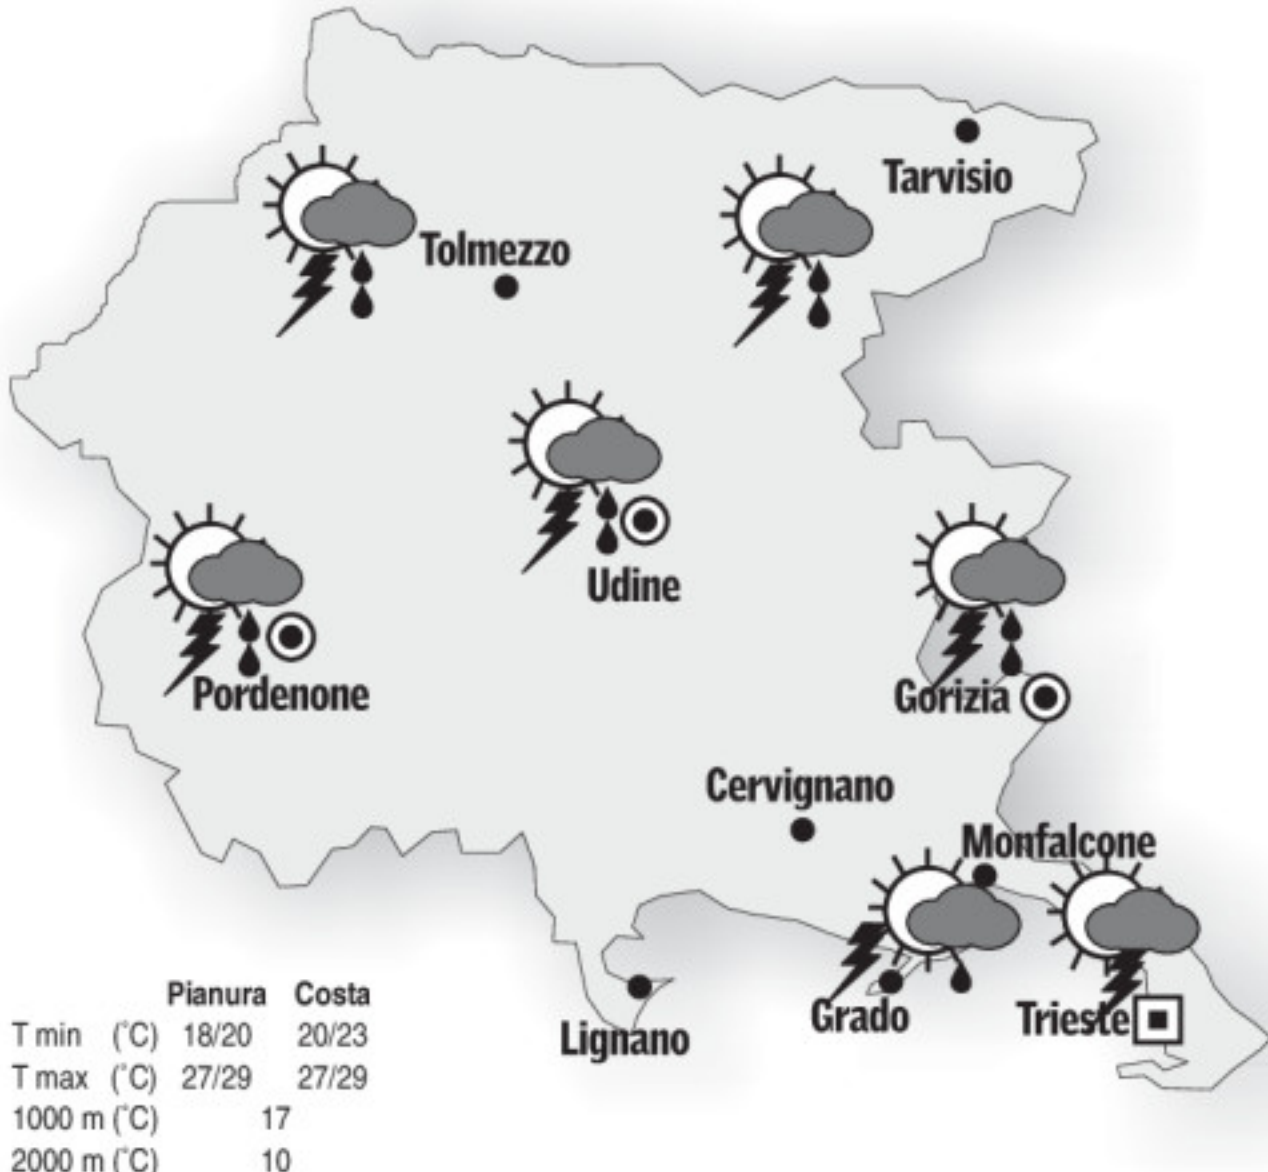 Tarvisio
Tolmezzo
Udine
Pordenone
Gorizia
Cervignano
Monfalcone
Grado
Trieste
Lignano
Pianura Costa
T min (°C) 18/20 20/23
T max (°C) 27/29 27/29
1000 m (°C) 17
2000 m (°C) 10